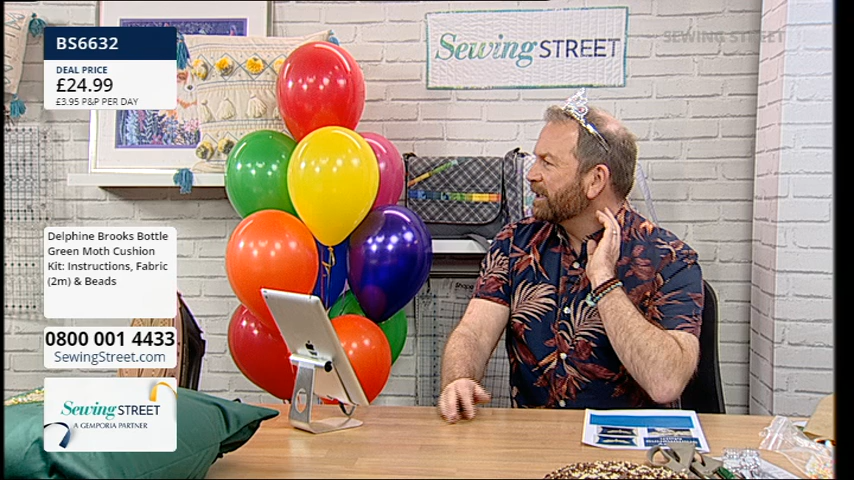 BS6632
DEAL PRICE
£24.99
£3.95 P&P PER DAY
Sewing STREET
SEWING STREET
Delphine Brooks Bottle
Green Moth Cushion
Kit: Instructions, Fabric
(2m) & Beads
0800 001 4433
SewingStreet.com
Sewing STREET
A GEMPORIA PARTNER